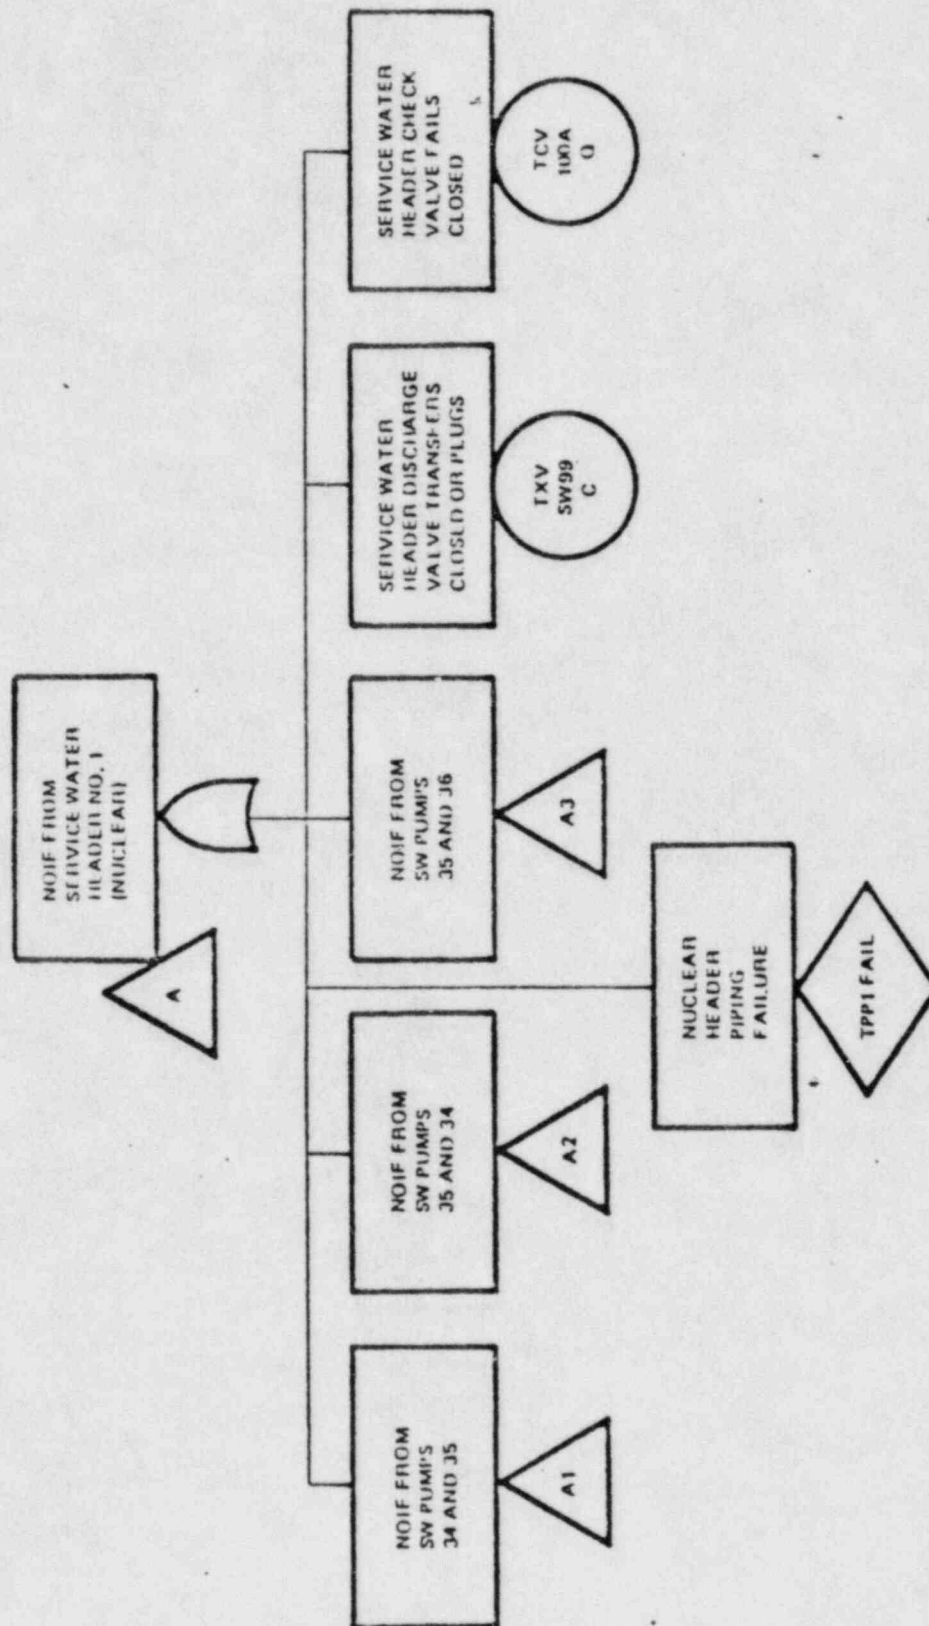 NOIF FROM
SERVICE WATER
HEADER NO. 1
(NUCLEAR)
A
NOIF FROM
SW PUMPS
34 AND 35
A1
NOIF FROM
SW PUMPS
35 AND 34
A2
NOIF FROM
SW PUMPS
35 AND 36
A3
SERVICE WATER
HEADER DISCHARGE
VALVE TRANSFERS
CLOSED OR PLUGS
TXV
SW99
C
SERVICE WATER
HEADER CHECK
VALVE FAILS
CLOSED
TCV
100A
Q
NUCLEAR
HEADER
PIPING
FAILURE
TPP1 FAIL